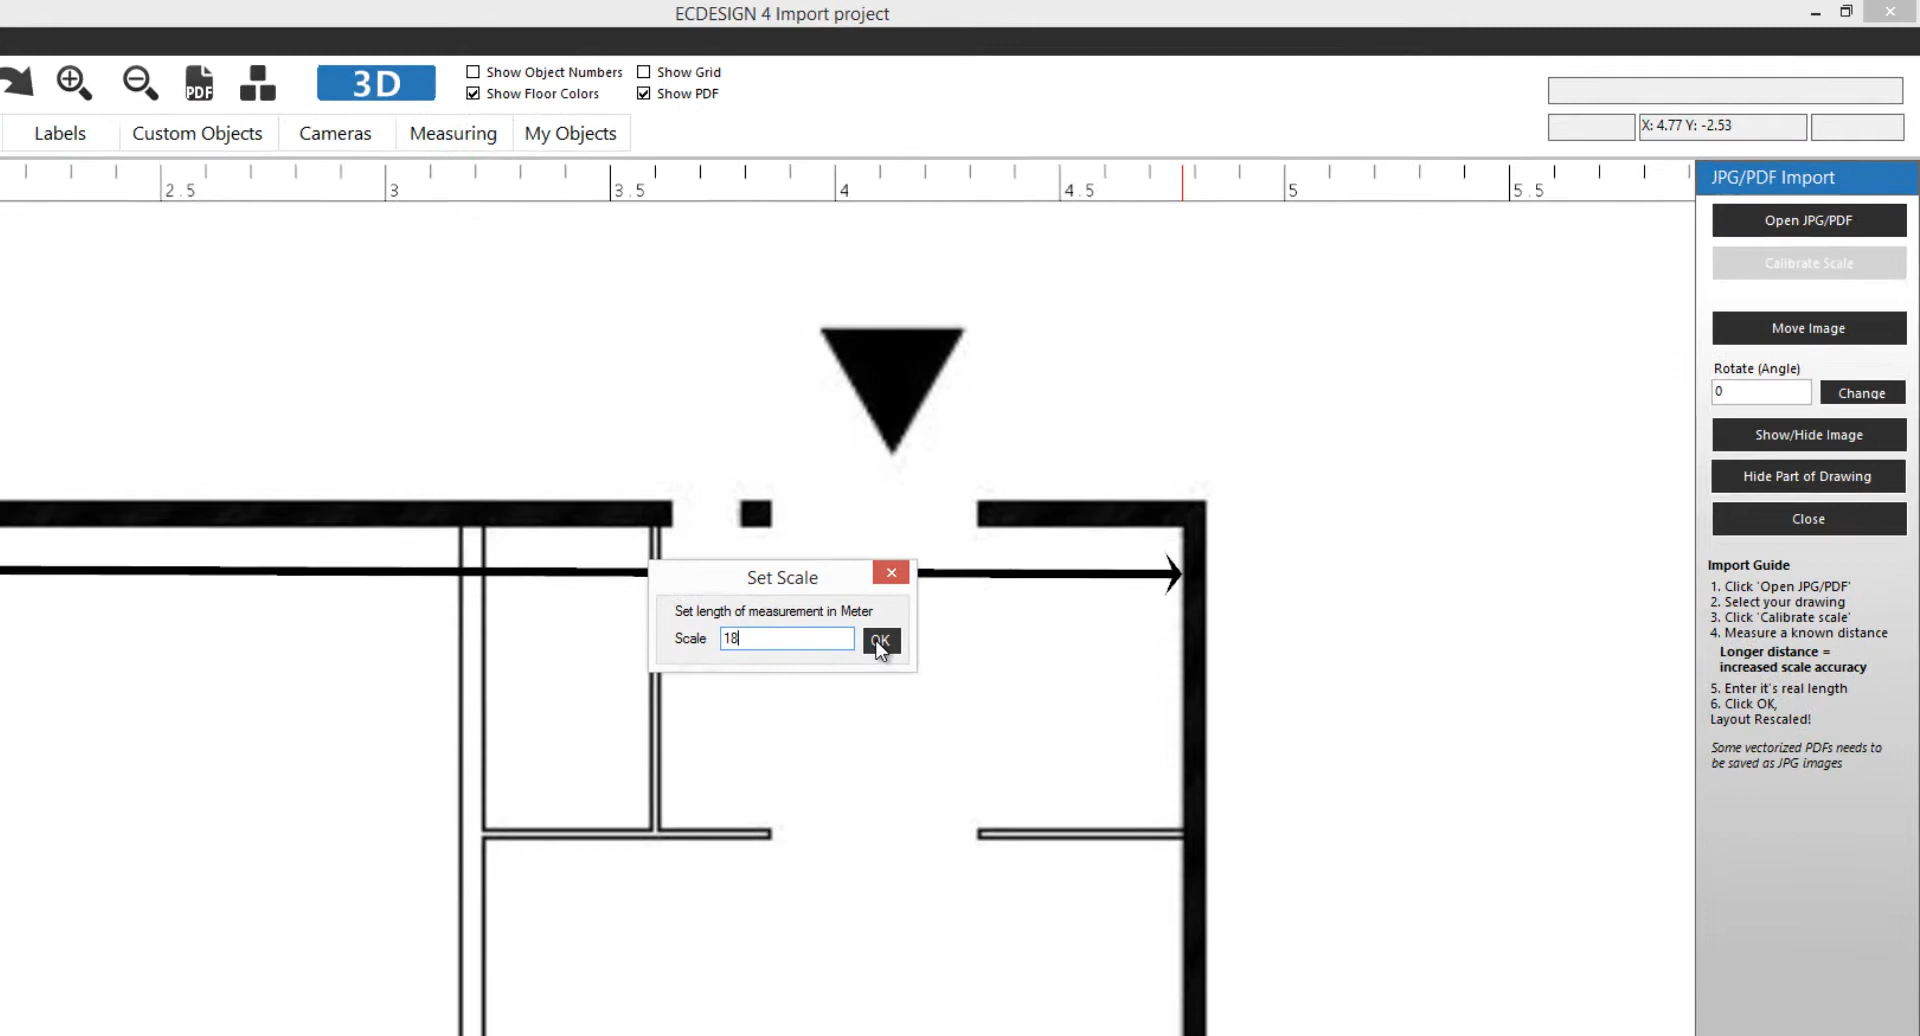 ECDESIGN 4 Import project
PDF
3D
Show Object Numbers
Show Grid
Show Floor Colors
Show PDF
Labels
Custom Objects
Cameras
Measuring
My Objects
X: 4.77 Y: -2.53
2.5
3
3.5
4
4.5
5
5.5
JPG/PDF Import
Open JPG/PDF
Calibrate Scale
Move Image
Rotate (Angle)
0
Change
Show/Hide Image
Hide Part of Drawing
Close
Set Scale
Set length of measurement in Meter
Scale
18
OK
Import Guide
1. Click 'Open JPG/PDF'
2. Select your drawing
3. Click 'Calibrate scale'
4. Measure a known distance
Longer distance =
increased scale accuracy
5. Enter it's real length
6. Click OK,
Layout Rescaled!
Some vectorized PDFs needs to
be saved as JPG images